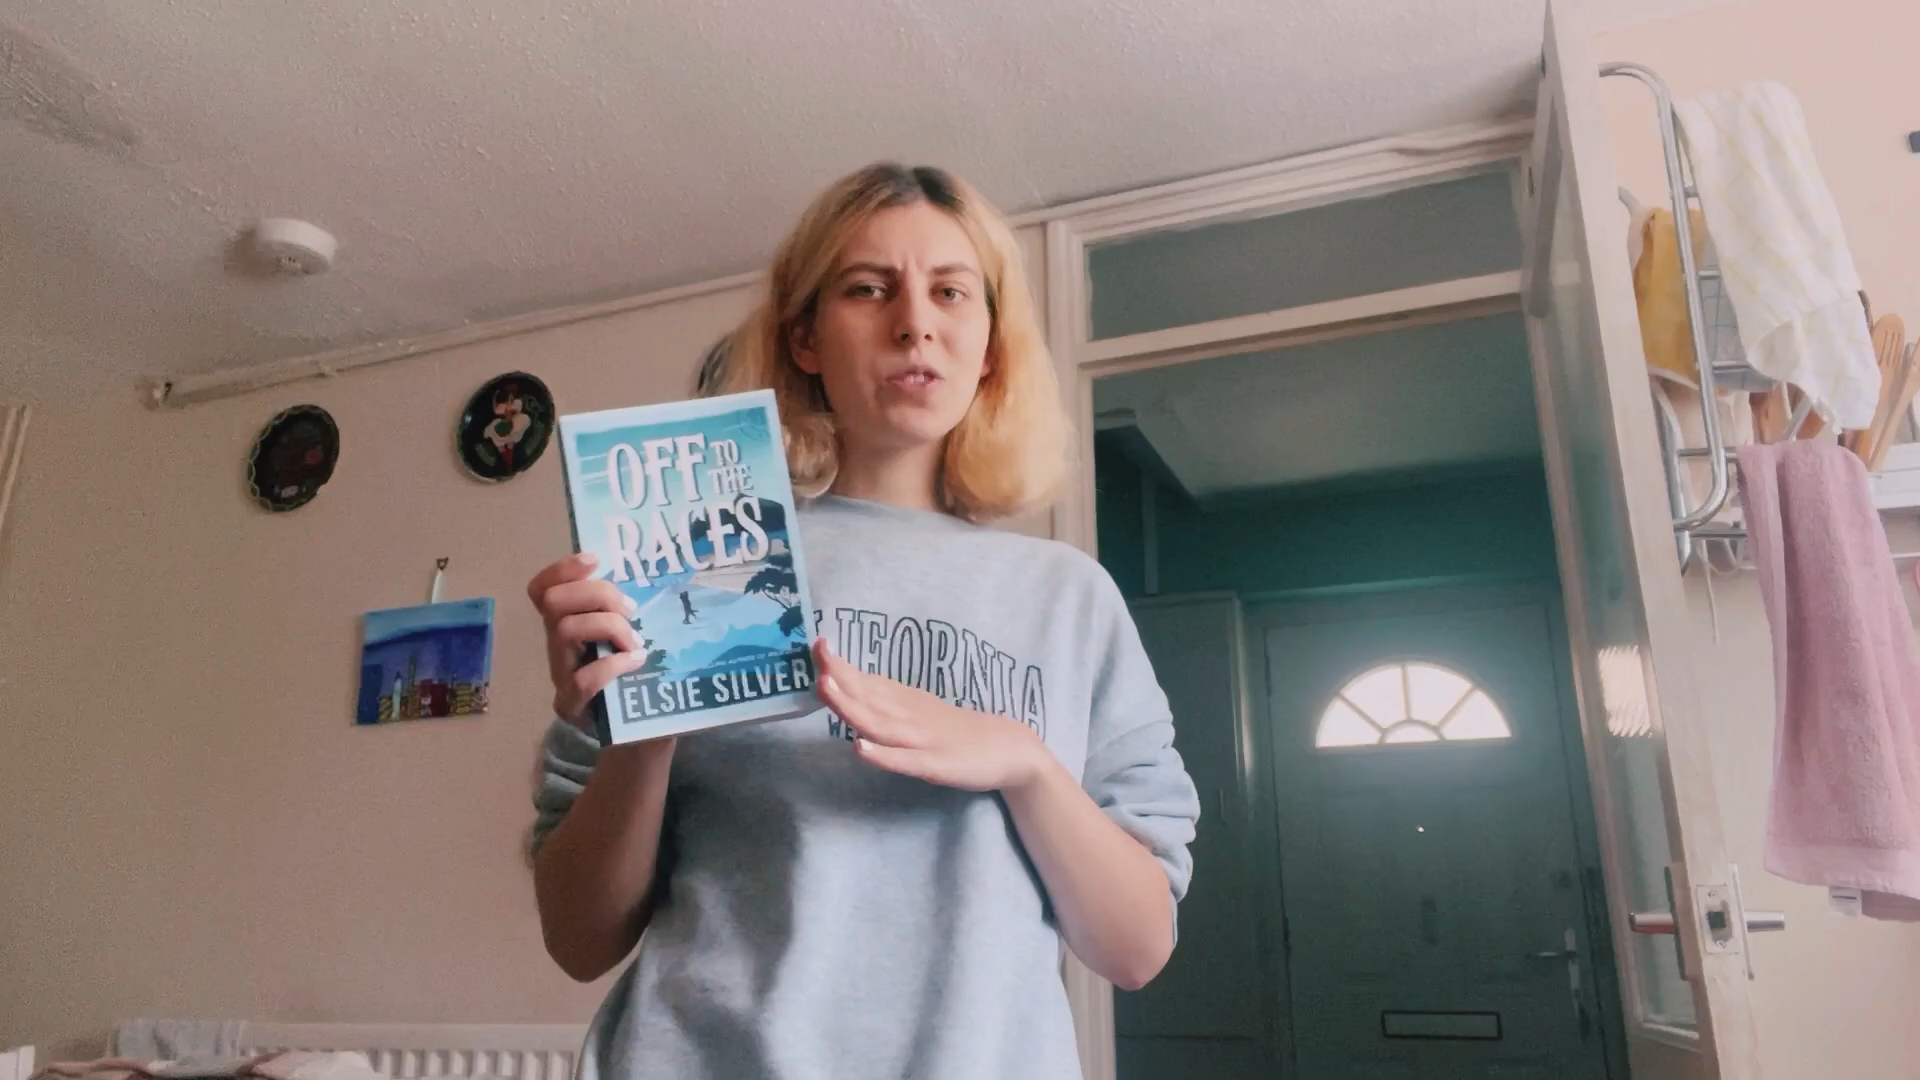 OFF TO
THE
RACES
ELSIE SILVER
LIFORNIA